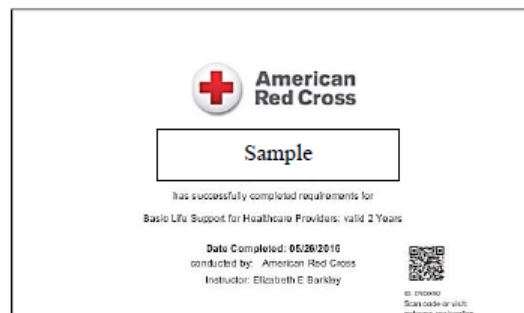 American
Red Cross
Sample
has successfully completed requirements for
Basic Life Support for Healthcare Providers: valid 2 Years
Date Completed: 05/26/2016
conducted by: American Red Cross
Instructor: Elizabeth E Barkley
ID:
Scan code or visit: